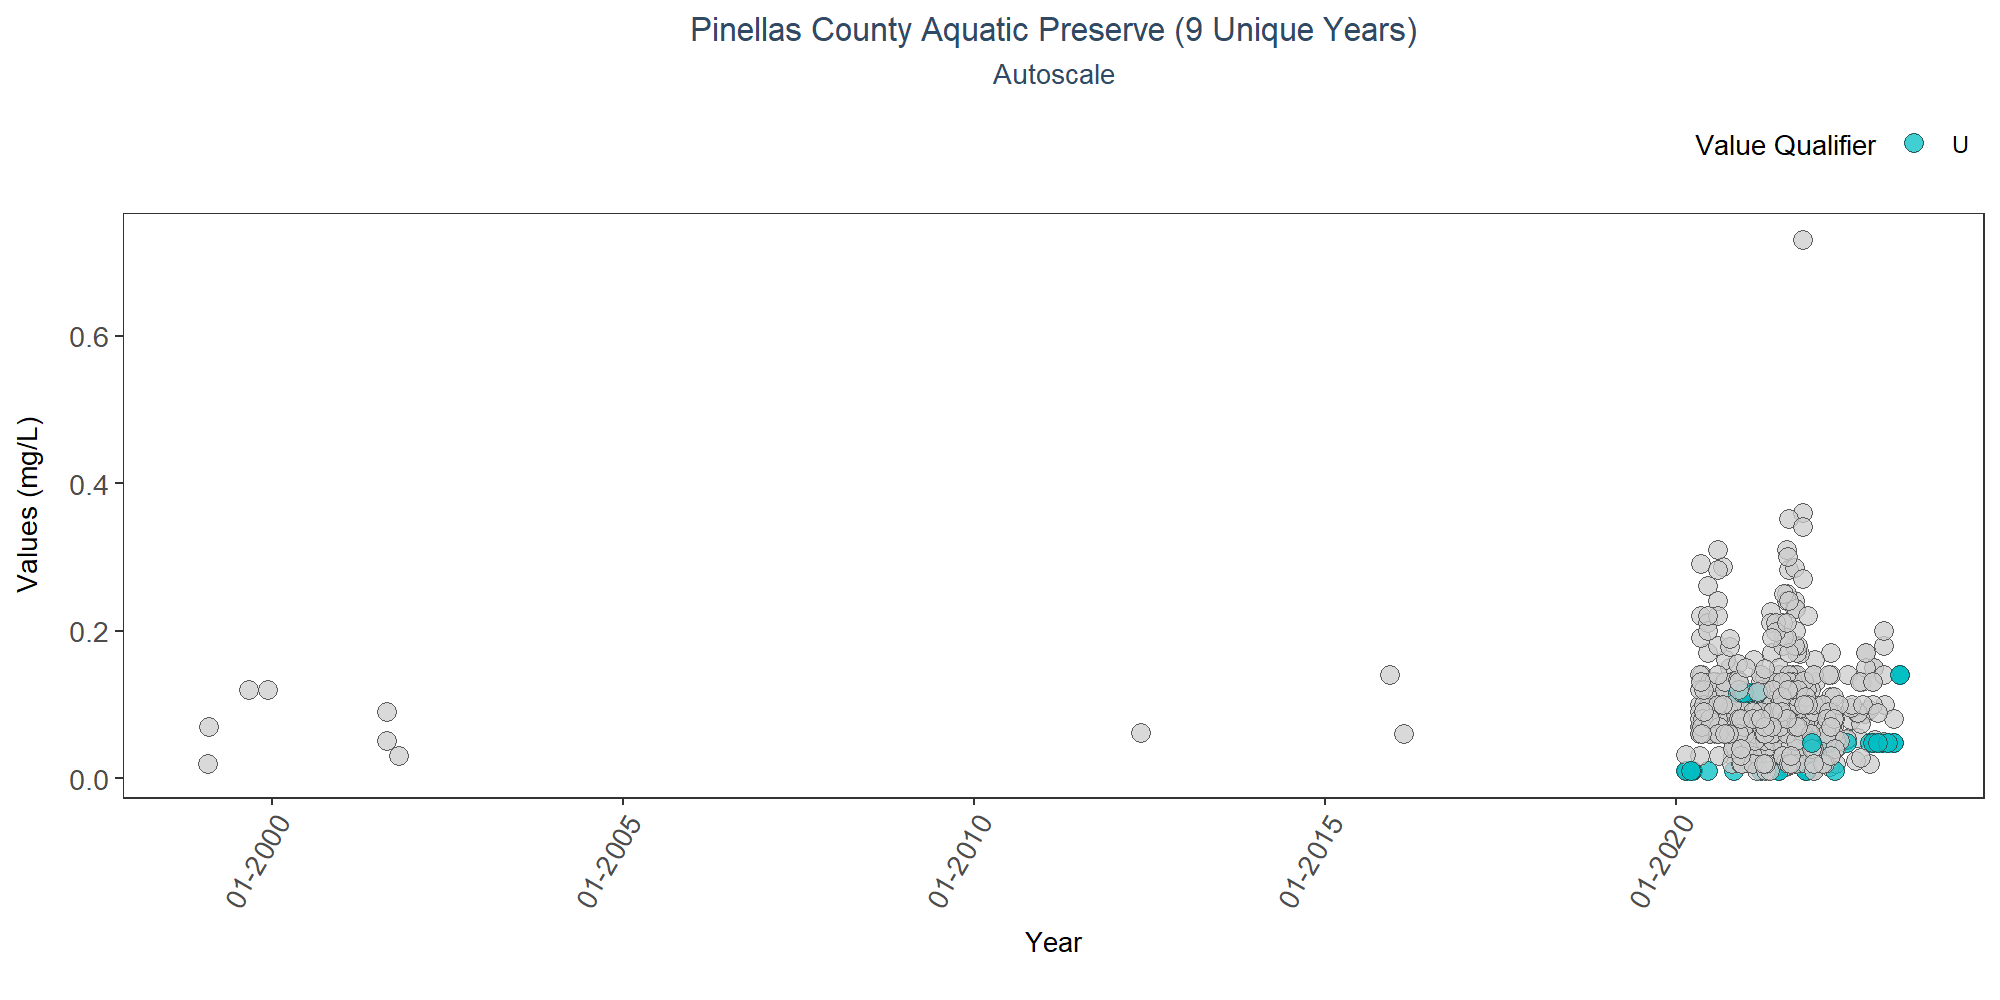 Pinellas County Aquatic Preserve (9 Unique Years)
Autoscale
Value Qualifier U
Values (mg/L)
0.6
0.4
0.2
0.0
01-2000 01-2005 01-2010 01-2015 01-2020
Year